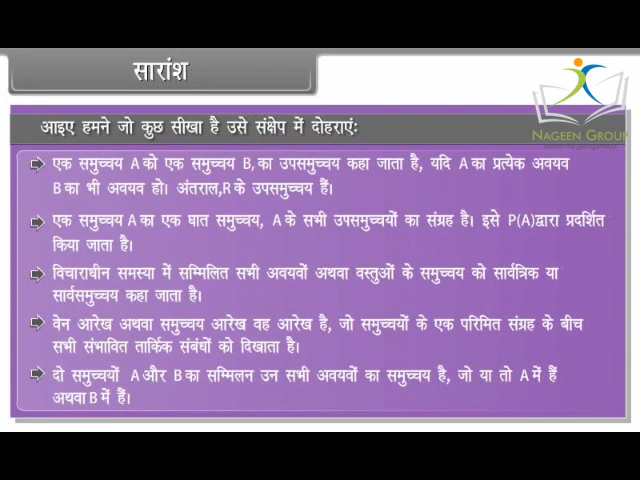 सारांश
NAGEEN GROUP
आइए हमने जो कुछ सीखा है उसे संक्षेप में दोहराएं:
एक समुच्चय A को एक समुच्चय B, का उपसमुच्चय कहा जाता है, यदि A का प्रत्येक अवयव
B का भी अवयव हो। अंतराल,R के उपसमुच्चय हैं।
एक समुच्चय A का एक घात समुच्चय, A के सभी उपसमुच्चयों का संग्रह है। इसे P(A)द्वारा प्रदर्शित
किया जाता है।
विचाराधीन समस्या में सम्मिलित सभी अवयवों अथवा वस्तुओं के समुच्चय को सार्वत्रिक या
सार्वसमुच्चय कहा जाता है।
वेन आरेख अथवा समुच्चय आरेख वह आरेख है, जो समुच्चयों के एक परिमित संग्रह के बीच
सभी संभावित तार्किक संबंधों को दिखाता है।
दो समुच्चयों A और B का सम्मिलन उन सभी अवयवों का समुच्चय है, जो या तो A में हैं
अथवा B में हैं।